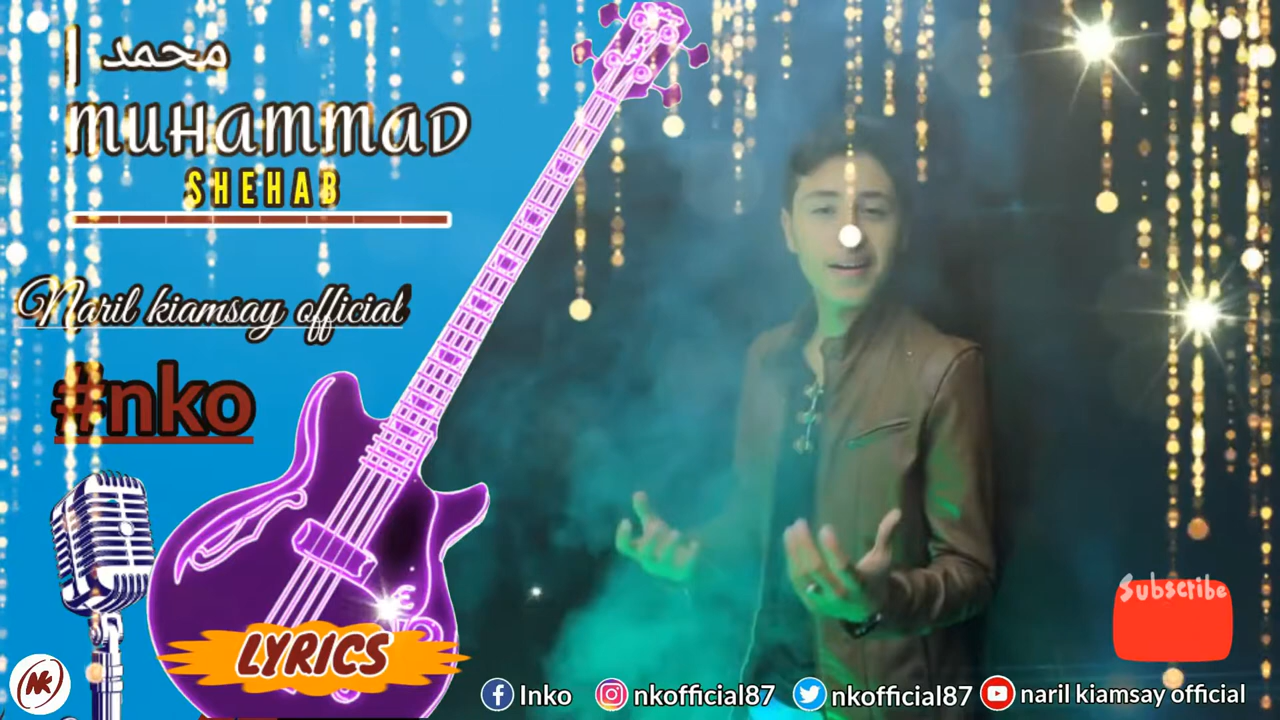 محمد |
MUHAMMAD
SHEHAB
Naril kiamsay official
#nko
LYRICS
Subscribe
NK
Inko
nkofficial87
nkofficial87
naril kiamsay official